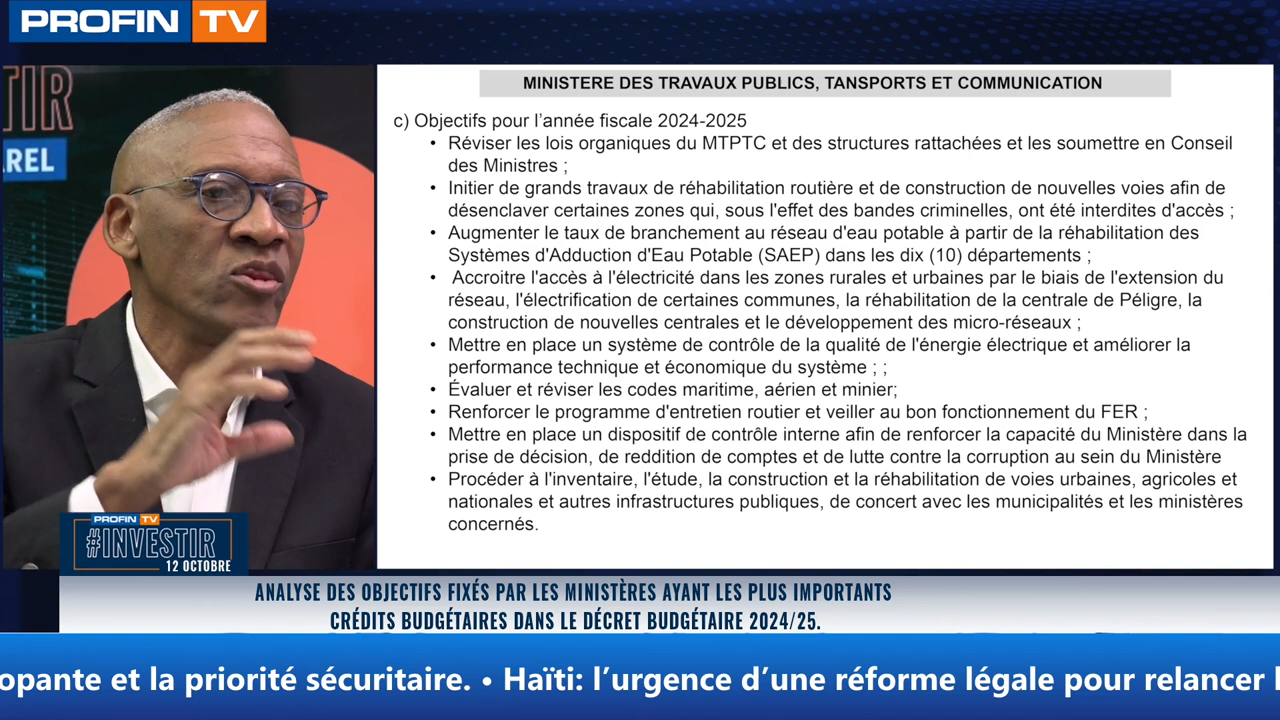 PROFIN TV
TIR
AREL
MINISTERE DES TRAVAUX PUBLICS, TANSPORTS ET COMMUNICATION
c) Objectifs pour l’année fiscale 2024-2025
• Réviser les lois organiques du MTPTC et des structures rattachées et les soumettre en Conseil
des Ministres ;
• Initier de grands travaux de réhabilitation routière et de construction de nouvelles voies afin de
désenclaver certaines zones qui, sous l'effet des bandes criminelles, ont été interdites d'accès ;
• Augmenter le taux de branchement au réseau d'eau potable à partir de la réhabilitation des
Systèmes d'Adduction d'Eau Potable (SAEP) dans les dix (10) départements ;
• Accroitre l'accès à l'électricité dans les zones rurales et urbaines par le biais de l'extension du
réseau, l'électrification de certaines communes, la réhabilitation de la centrale de Péligre, la
construction de nouvelles centrales et le développement des micro-réseaux ;
• Mettre en place un système de contrôle de la qualité de l'énergie électrique et améliorer la
performance technique et économique du système ; ;
• Évaluer et réviser les codes maritime, aérien et minier;
• Renforcer le programme d'entretien routier et veiller au bon fonctionnement du FER ;
• Mettre en place un dispositif de contrôle interne afin de renforcer la capacité du Ministère dans la
prise de décision, de reddition de comptes et de lutte contre la corruption au sein du Ministère
• Procéder à l'inventaire, l'étude, la construction et la réhabilitation de voies urbaines, agricoles et
nationales et autres infrastructures publiques, de concert avec les municipalités et les ministères
concernés.
PROFIN TV
#INVESTIR
12 OCTOBRE
ANALYSE DES OBJECTIFS FIXÉS PAR LES MINISTÈRES AYANT LES PLUS IMPORTANTS
CRÉDITS BUDGÉTAIRES DANS LE DÉCRET BUDGÉTAIRE 2024/25.
opante et la priorité sécuritaire. • Haïti: l’urgence d’une réforme légale pour relancer l